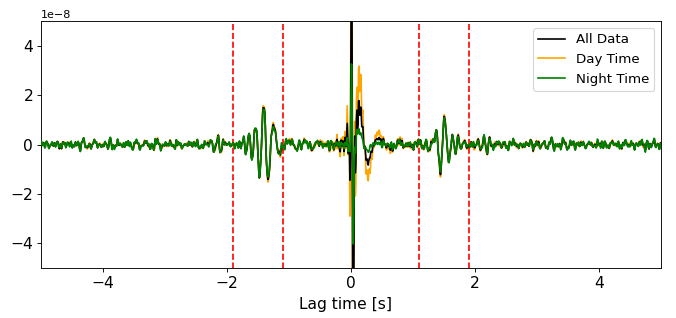 1e−8
All Data
Day Time
Night Time
4
2
0
−2
−4
−4 −2 0 2 4
Lag time [s]